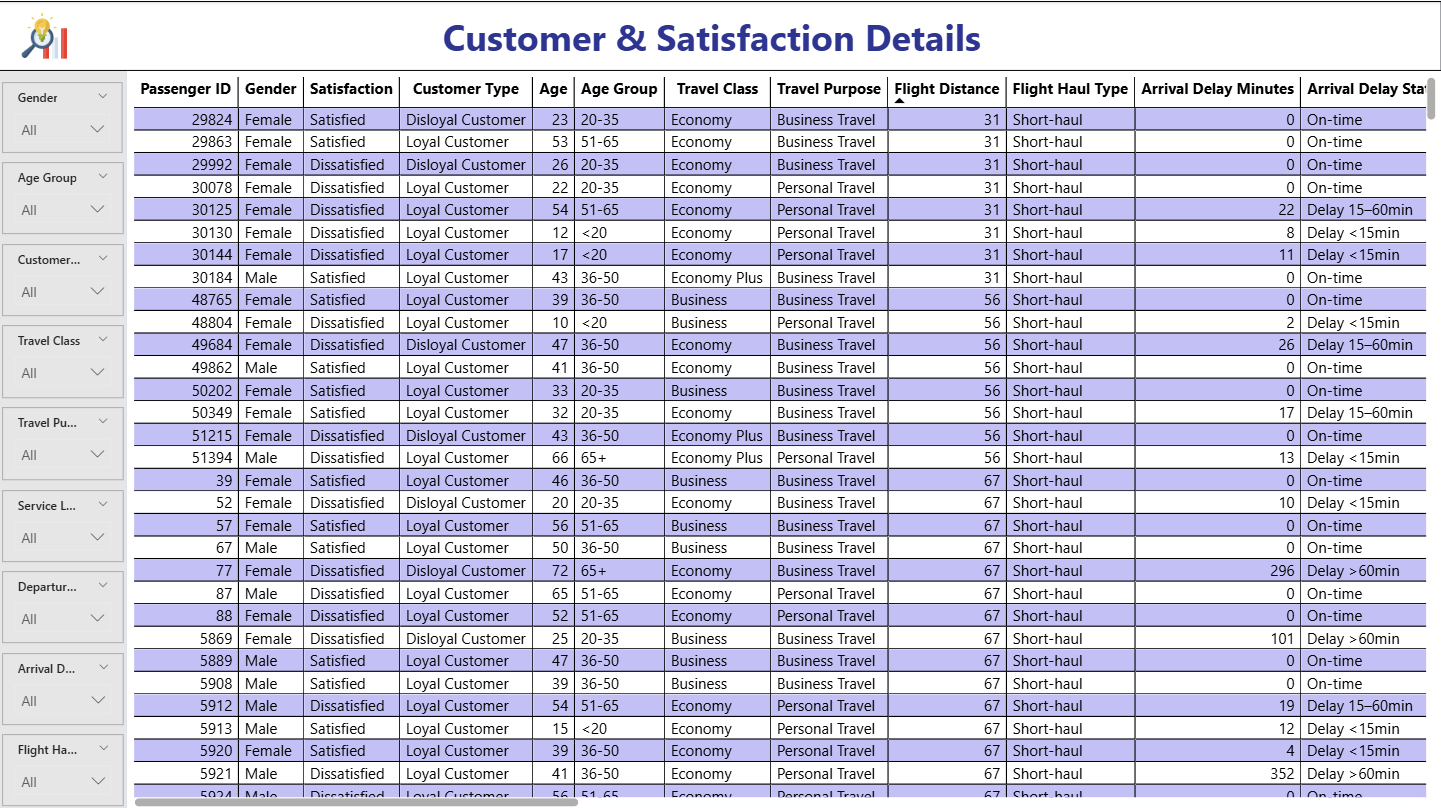 Customer & Satisfaction Details
Gender
All
Age Group
All
Customer...
All
Travel Class
All
Travel Pu...
All
Service L...
All
Departur...
All
Arrival D...
All
Flight Ha...
All
Passenger ID Gender Satisfaction Customer Type Age Age Group Travel Class Travel Purpose Flight Distance Flight Haul Type Arrival Delay Minutes Arrival Delay Stat
29824 Female Satisfied Disloyal Customer 23 20-35 Economy Business Travel 31 Short-haul 0 On-time
29863 Female Satisfied Loyal Customer 53 51-65 Economy Business Travel 31 Short-haul 0 On-time
29992 Female Dissatisfied Disloyal Customer 26 20-35 Economy Business Travel 31 Short-haul 0 On-time
30078 Female Dissatisfied Loyal Customer 22 20-35 Economy Personal Travel 31 Short-haul 0 On-time
30125 Female Dissatisfied Loyal Customer 54 51-65 Economy Personal Travel 31 Short-haul 22 Delay 15–60min
30130 Female Dissatisfied Loyal Customer 12 <20 Economy Personal Travel 31 Short-haul 8 Delay <15min
30144 Female Dissatisfied Loyal Customer 17 <20 Economy Personal Travel 31 Short-haul 11 Delay <15min
30184 Male Satisfied Loyal Customer 43 36-50 Economy Plus Business Travel 31 Short-haul 0 On-time
48765 Female Satisfied Loyal Customer 39 36-50 Business Business Travel 56 Short-haul 0 On-time
48804 Female Dissatisfied Loyal Customer 10 <20 Business Personal Travel 56 Short-haul 2 Delay <15min
49684 Female Dissatisfied Disloyal Customer 47 36-50 Economy Business Travel 56 Short-haul 26 Delay 15–60min
49862 Male Satisfied Loyal Customer 41 36-50 Economy Business Travel 56 Short-haul 0 On-time
50202 Female Satisfied Loyal Customer 33 20-35 Business Business Travel 56 Short-haul 0 On-time
50349 Female Satisfied Loyal Customer 32 20-35 Economy Business Travel 56 Short-haul 17 Delay 15–60min
51215 Female Dissatisfied Disloyal Customer 43 36-50 Economy Plus Business Travel 56 Short-haul 0 On-time
51394 Male Dissatisfied Loyal Customer 66 65+ Economy Plus Personal Travel 56 Short-haul 13 Delay <15min
39 Female Satisfied Loyal Customer 46 36-50 Business Business Travel 67 Short-haul 0 On-time
52 Female Dissatisfied Disloyal Customer 20 20-35 Economy Business Travel 67 Short-haul 10 Delay <15min
57 Female Satisfied Loyal Customer 56 51-65 Business Business Travel 67 Short-haul 0 On-time
67 Male Satisfied Loyal Customer 50 36-50 Business Business Travel 67 Short-haul 0 On-time
77 Female Dissatisfied Disloyal Customer 72 65+ Economy Business Travel 67 Short-haul 296 Delay >60min
87 Male Dissatisfied Loyal Customer 65 51-65 Economy Personal Travel 67 Short-haul 0 On-time
88 Female Dissatisfied Loyal Customer 52 51-65 Economy Personal Travel 67 Short-haul 0 On-time
5869 Female Dissatisfied Disloyal Customer 25 20-35 Business Business Travel 67 Short-haul 101 Delay >60min
5889 Male Satisfied Loyal Customer 47 36-50 Business Business Travel 67 Short-haul 0 On-time
5908 Male Satisfied Loyal Customer 39 36-50 Business Business Travel 67 Short-haul 0 On-time
5912 Male Dissatisfied Loyal Customer 54 51-65 Economy Personal Travel 67 Short-haul 19 Delay 15–60min
5913 Male Satisfied Loyal Customer 15 <20 Economy Personal Travel 67 Short-haul 12 Delay <15min
5920 Female Satisfied Loyal Customer 39 36-50 Economy Personal Travel 67 Short-haul 4 Delay <15min
5921 Male Dissatisfied Loyal Customer 41 36-50 Economy Personal Travel 67 Short-haul 352 Delay >60min
5924 Male Dissatisfied Loyal Customer 56 51-65 Economy Personal Travel 67 Short-haul 0 On-time